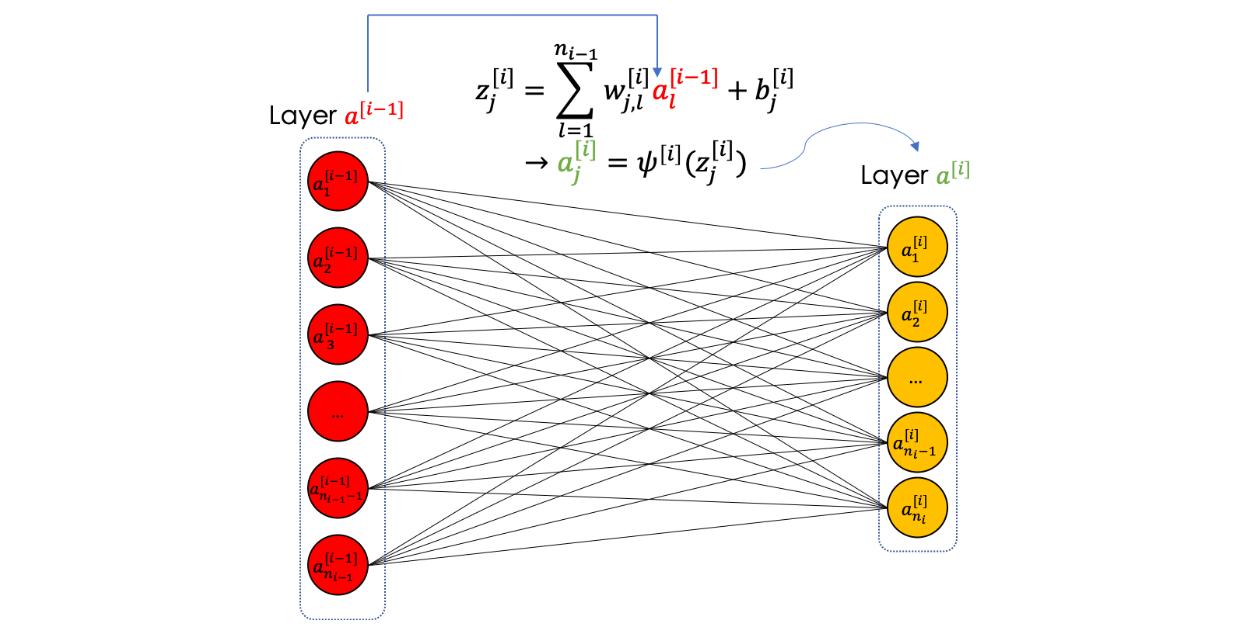 z_j^{[i]} = \sum_{l=1}^{n_{i-1}} w_{j,l}^{[i]} a_l^{[i-1]} + b_j^{[i]}
→ a_j^{[i]} = ψ^{[i]}(z_j^{[i]})
Layer a^{[i-1]}
a_1^{[i-1]}
a_2^{[i-1]}
a_3^{[i-1]}
...
a_{n_{i-1}-1}^{[i-1]}
a_{n_{i-1}}^{[i-1]}
Layer a^{[i]}
a_1^{[i]}
a_2^{[i]}
...
a_{n_i-1}^{[i]}
a_{n_i}^{[i]}